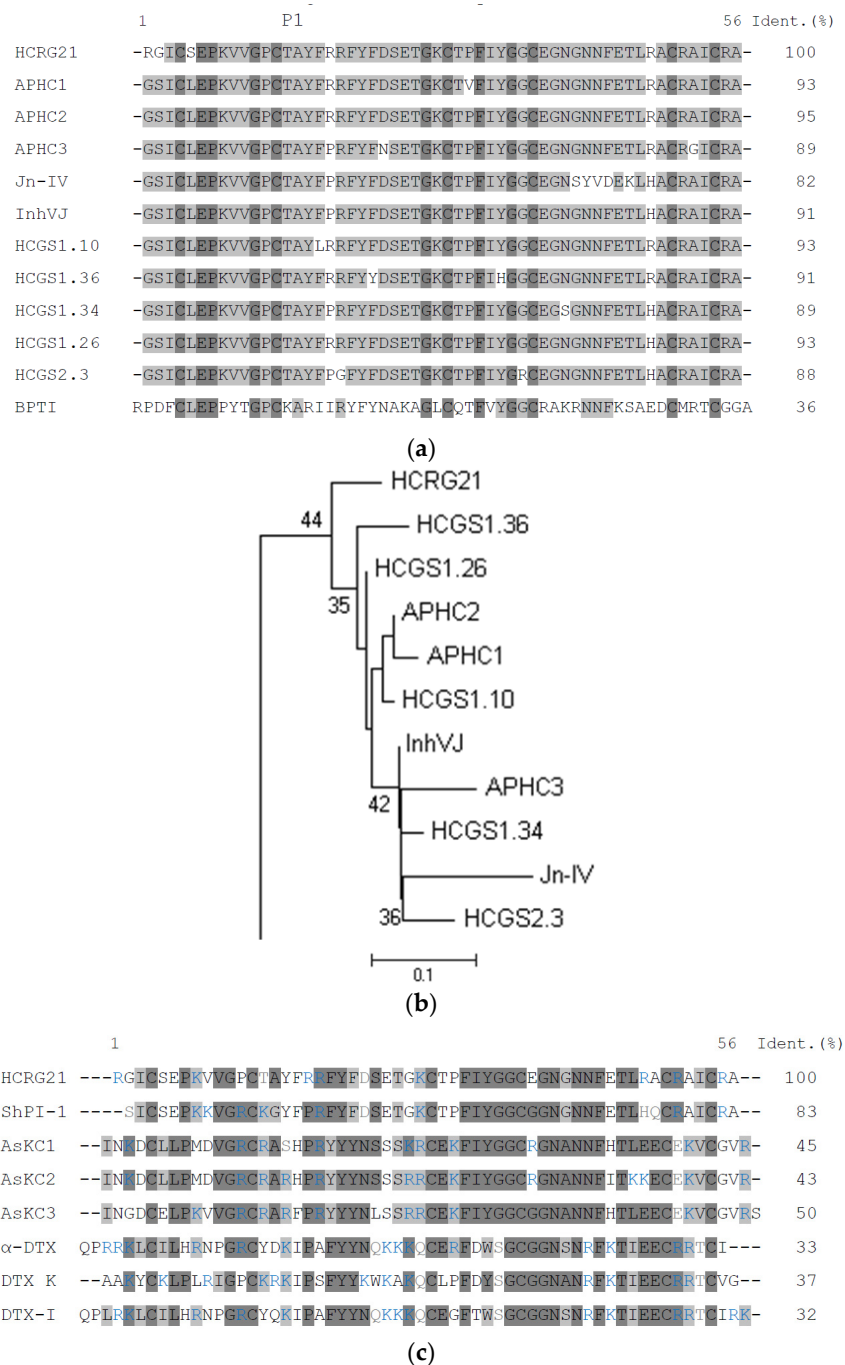 1 P1 56 Ident.(%)
HCRG21 -RGICSEPKVVGPCTAYFRRFYFDSETGKCTPFIYGGCEGNGNNFETLRACRAICRA- 100
APHC1 -GSICLEPKVVGPCTAYFRRFYFDSETGKCTVFIYGGCEGNGNNFETLRACRAICRA- 93
APHC2 -GSICLEPKVVGPCTAYFRRFYFDSETGKCTPFIYGGCEGNGNNFETLRACRAICRA- 95
APHC3 -GSICLEPKVVGPCTAYFPRFYFNSETGKCTPFIYGGCEGNGNNFETLRACRGICRA- 89
Jn-IV -GSICLEPKVVGPCTAYFPRFYFDSETGKCTPFIYGGCEGNSYVDEKLHACRAICRA- 82
InhVJ -GSICLEPKVVGPCTAYFPRFYFDSETGKCTPFIYGGCEGNGNNFETLHACRAICRA- 91
HCGS1.10 -GSICLEPKVVGPCTAYLRRFYFDSETGKCTPFIYGGCEGNGNNFETLRACRAICRA- 93
HCGS1.36 -GSICLEPKVVGPCTAYFRRFYYDSETGKCTPFIHGGCEGNGNNFETLRACRAICRA- 91
HCGS1.34 -GSICLEPKVVGPCTAYFPRFYFDSETGKCTPFIYGGCEGSGNNFETLHACRAICRA- 89
HCGS1.26 -GSICLEPKVVGPCTAYFRRFYFDSETGKCTPFIYGGCEGNGNNFETLHACRAICRA- 93
HCGS2.3 -GSICLEPKVVGPCTAYFPGFYFDSETGKCTPFIYGRCEGNGNNFETLHACRAICRA- 88
BPTI RPDFCLEPPYTGPCKARIIRYFYNAKAGLCQTFVYGGCRAKRNNFKSAEDCMRTCGGA 36
(a)
HCRG21
44
HCGS1.36
HCGS1.26
35
APHC2
APHC1
HCGS1.10
InhVJ
APHC3
42
HCGS1.34
Jn-IV
36
HCGS2.3
0.1
(b)
1 56 Ident.(%)
HCRG21 ---RGICSEPKVVGPCTAYFRRFYFDSETGKCTPFIYGGCEGNGNNFETLRACRAICRA-- 100
ShPI-1 ----SICSEPKKVGRCKGYFPRFYFDSETGKCTPFIYGGCGGNGNNFETLHQCRAICRA-- 83
AsKC1 --INKDCLLPMDVGRCRASHPRYYYNSSSKRCEKFIYGGCRGNANNFHTLEECEKVCGVR- 45
AsKC2 --INKDCLLPMDVGRCRARHPRYYYNSSSRRCEKFIYGGCRGNANNFITKKECEKVCGVR- 43
AsKC3 --INGDCELPKVVGRCRARFPRYYYNLSSRRCEKFIYGGCGGNANNFHTLEECEKVCGVRS 50
α-DTX QPRRKLCILHRNPGRCYDKIPAFYYNQKKKQCERFDWSGCGGNSNRFKTIEECRRTCI--- 33
DTX K --AAKYCKLPLRIGPCKRKIPSFYYKWKAKQCLPFDYSGCGGNANRFKTIEECRRTCVG-- 37
DTX-I QPLRKLCILHRNPGRCYQKIPAFYYNQKKKQCEGFTWSGCGGNSNRFKTIEECRRTCIRK- 32
(c)